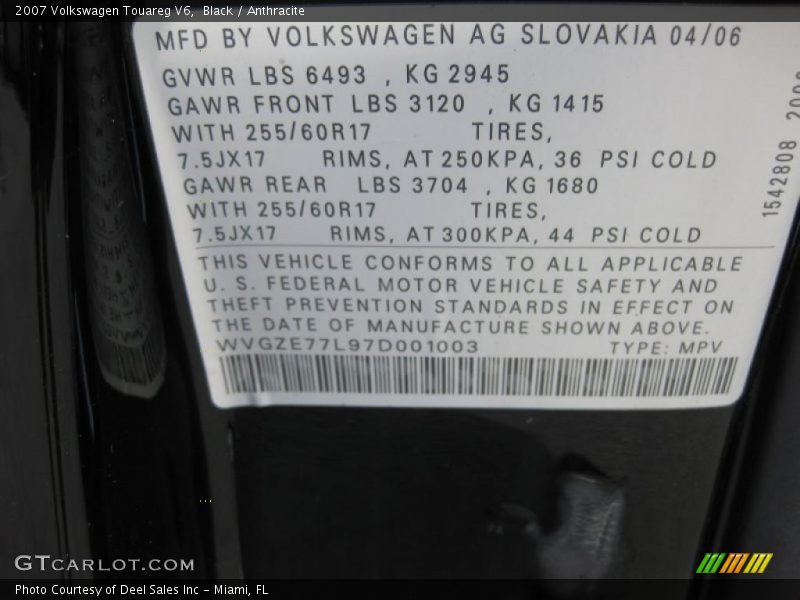 2007 Volkswagen Touareg V6, Black / Anthracite
MFD BY VOLKSWAGEN AG SLOVAKIA 04/06
GVWR LBS 6493 , KG 2945
GAWR FRONT LBS 3120 , KG 1415
WITH 255/60R17 TIRES,
7.5JX17 RIMS, AT 250KPA, 36 PSI COLD
GAWR REAR LBS 3704 , KG 1680
WITH 255/60R17 TIRES,
7.5JX17 RIMS, AT 300KPA, 44 PSI COLD
THIS VEHICLE CONFORMS TO ALL APPLICABLE
U. S. FEDERAL MOTOR VEHICLE SAFETY AND
THEFT PREVENTION STANDARDS IN EFFECT ON
THE DATE OF MANUFACTURE SHOWN ABOVE.
WVGZE77L97D001003 TYPE: MPV
1542808
GTCARLOT.COM
Photo Courtesy of Deel Sales Inc - Miami, FL